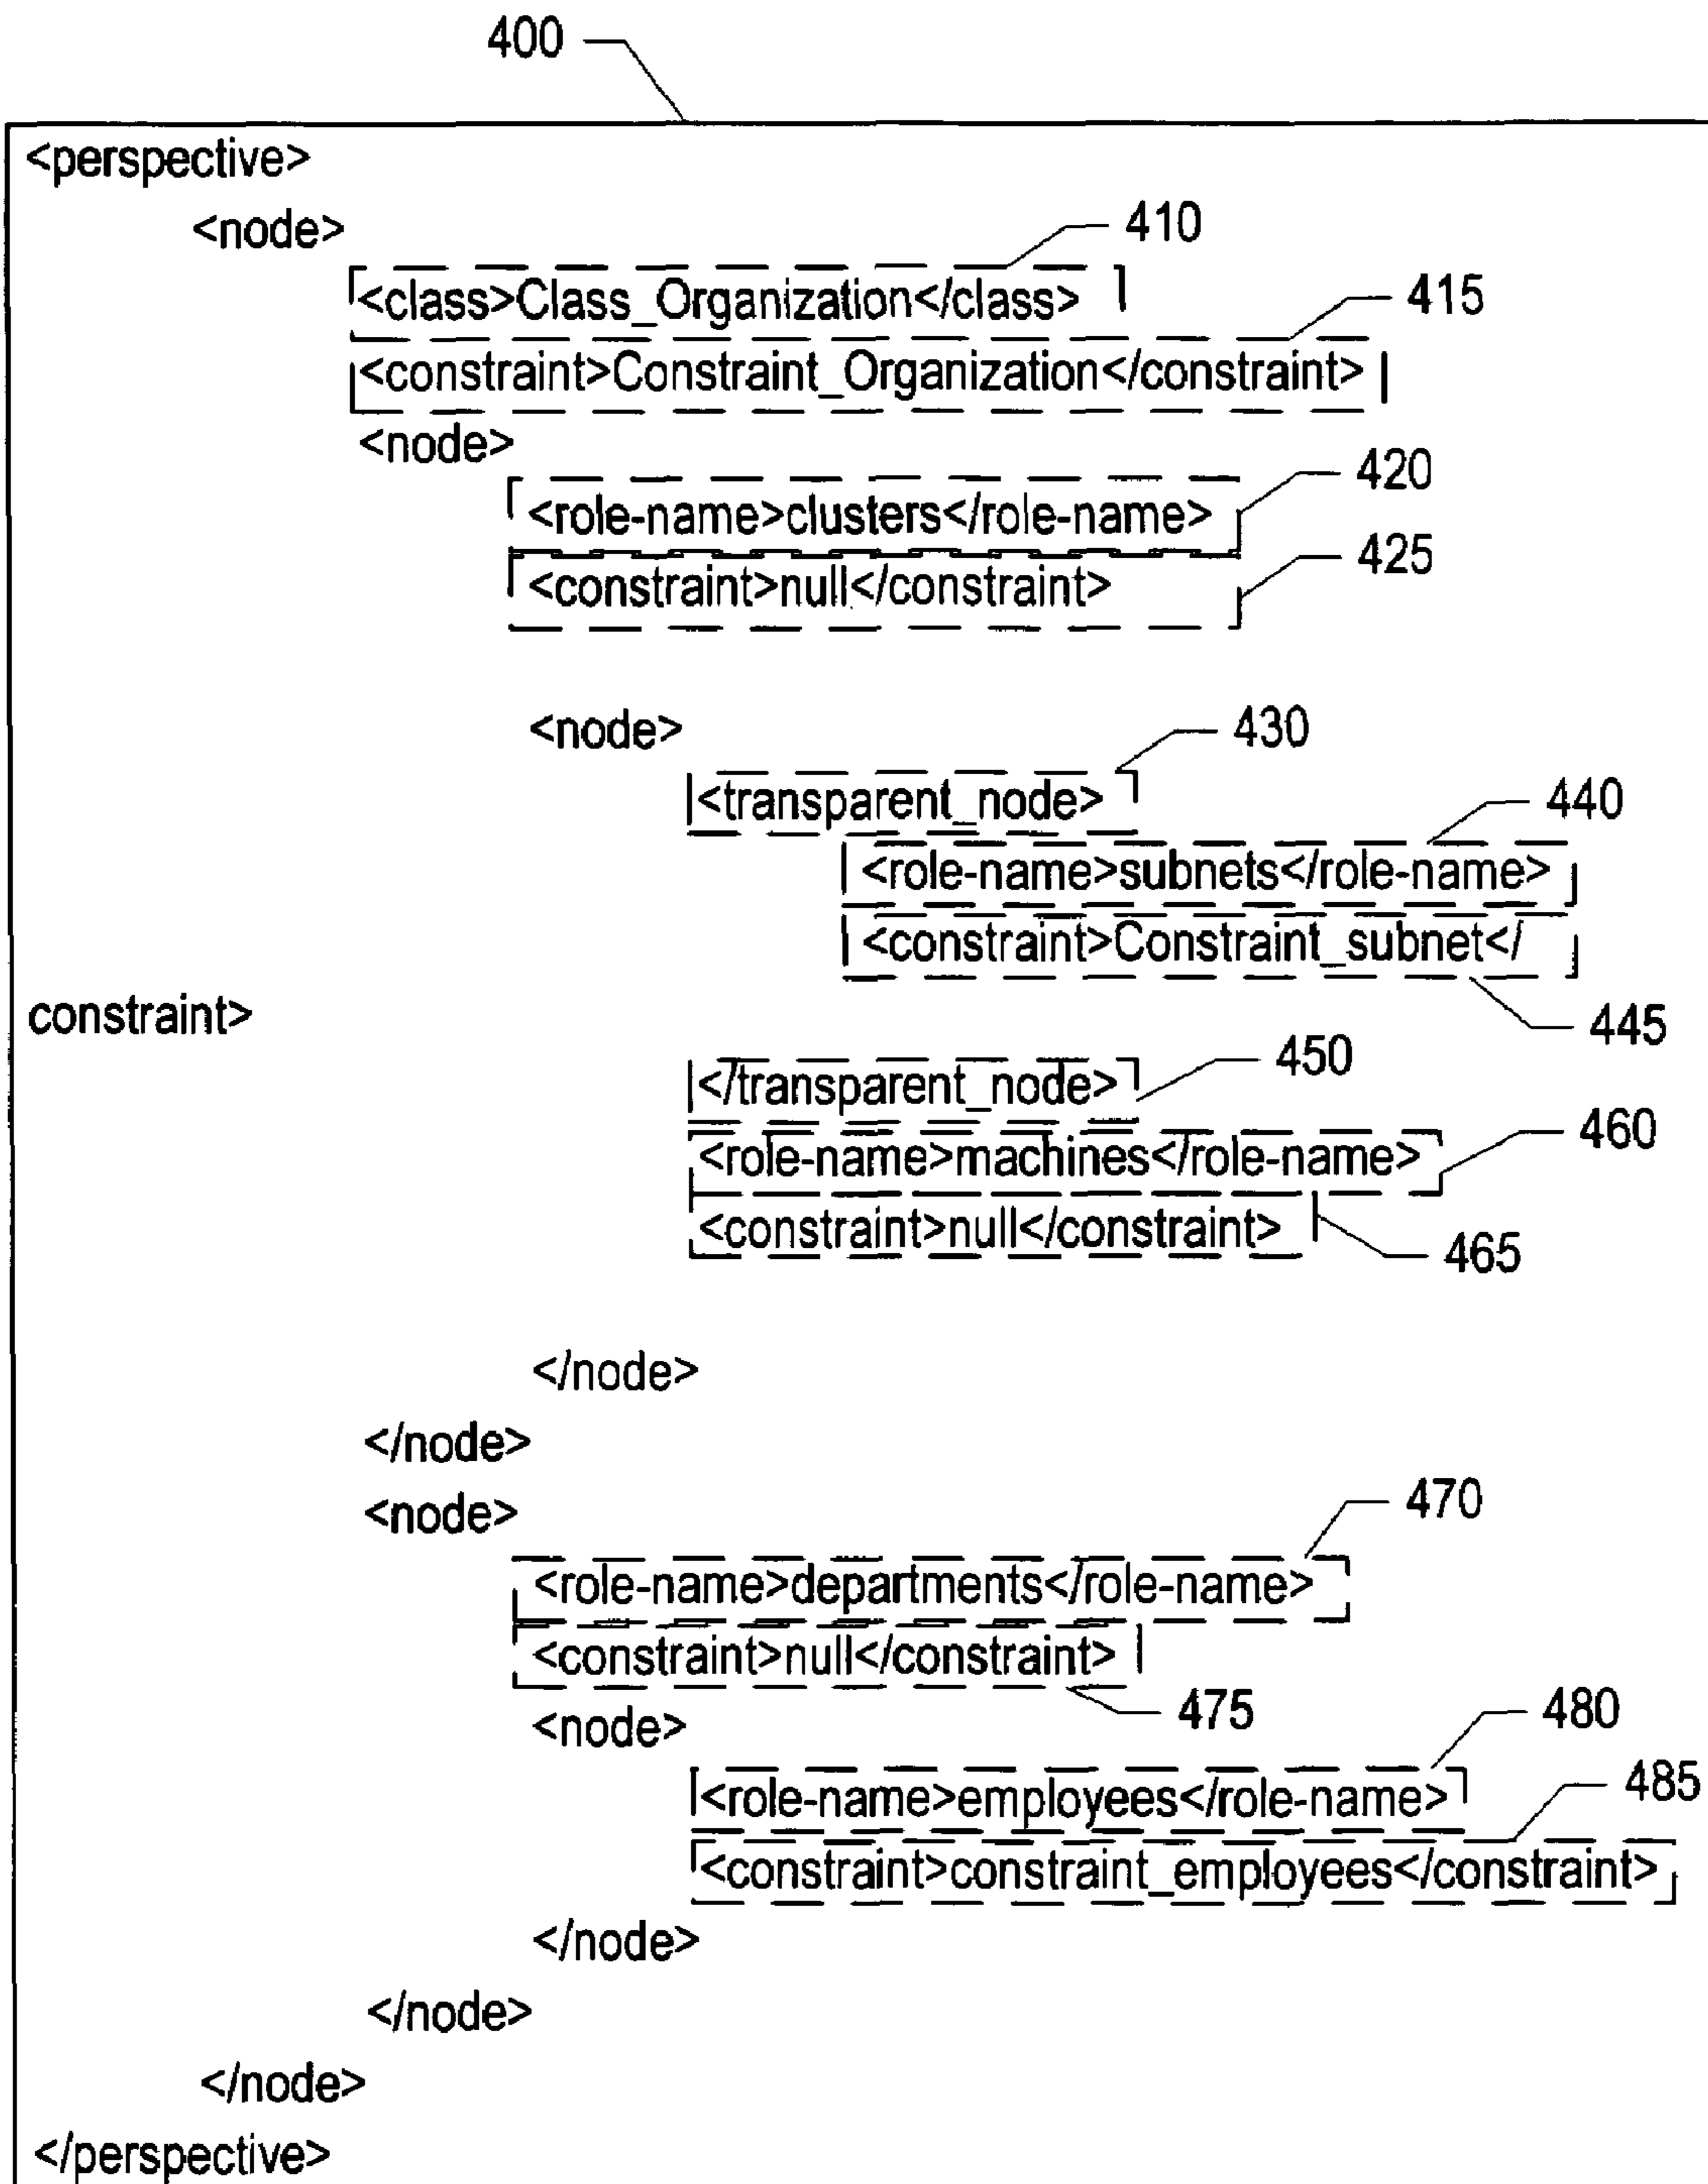 400
<perspective>
<node>
410
<class>Class_Organization</class>
415
<constraint>Constraint_Organization</constraint>
<node>
420
<role-name>clusters</role-name>
425
<constraint>null</constraint>
<node>
430
<transparent_node>
440
<role-name>subnets</role-name>
<constraint>Constraint_subnet</
constraint>
445
</transparent_node>
450
<role-name>machines</role-name>
460
<constraint>null</constraint>
465
</node>
</node>
<node>
470
<role-name>departments</role-name>
<constraint>null</constraint>
475
<node>
480
<role-name>employees</role-name>
485
<constraint>constraint_employees</constraint>
</node>
</node>
</node>
</perspective>